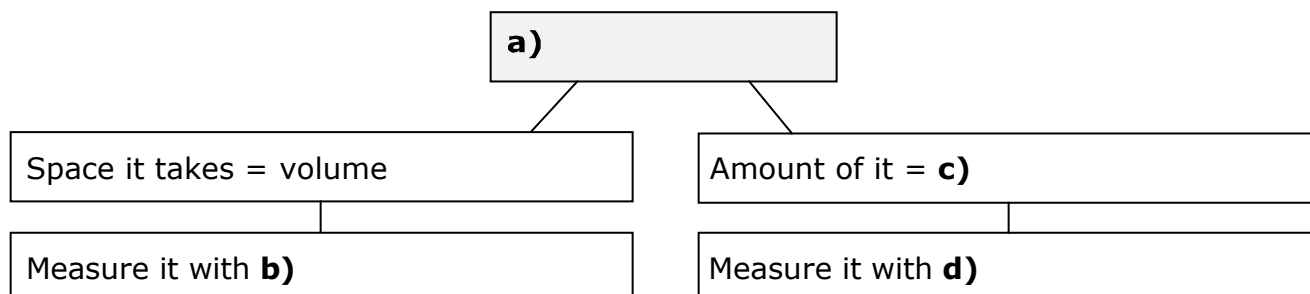 a)
Space it takes = volume
Amount of it = c)
Measure it with b)
Measure it with d)